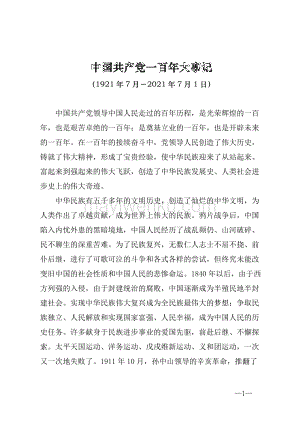 中国共产党一百年大事记
（1921 年 7 月－2021 年 7 月 1 日）
中国共产党领导中国人民走过的百年历程，是光荣辉煌的一百
年，也是艰苦卓绝的一百年；是奠基立业的一百年，也是开辟未来
的一百年。在一百年的接续奋斗中，党领导人民创造了伟大历史，
铸就了伟大精神，形成了宝贵经验，使中华民族迎来了从站起来、
富起来到强起来的伟大飞跃，创造了中华民族发展史、人类社会进
步史上的伟大奇迹。
中华民族有五千多年的文明历史，创造了灿烂的中华文明，为
人类作出了卓越贡献，成为世界上伟大的民族。鸦片战争后，中国
陷入内忧外患的黑暗境地，中国人民经历了战乱频仍、山河破碎、
民不聊生的深重苦难。为了民族复兴，无数仁人志士不屈不挠、前
仆后继，进行了可歌可泣的斗争和各式各样的尝试，但终究未能改
变旧中国的社会性质和中国人民的悲惨命运。1840 年以后，由于西
方列强的入侵，由于封建统治的腐败，中国逐渐成为半殖民地半封
建社会。实现中华民族伟大复兴成为全民族最伟大的梦想；争取民
族独立、人民解放和实现国家富强、人民幸福，成为中国人民的历
史任务。许多献身于民族进步事业的爱国先驱，前赴后继、不懈探
索。太平天国运动、洋务运动、戊戌维新运动、义和团运动，一次
又一次地失败了。1911 年 10 月，孙中山领导的辛亥革命，推翻了
—1—